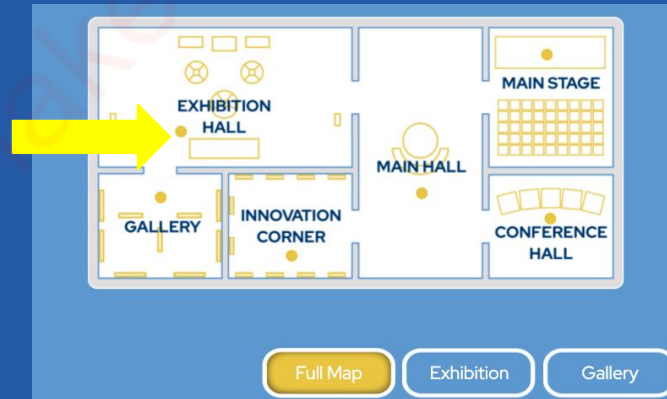 EXHIBITION
HALL
MAIN STAGE
MAIN HALL
GALLERY
INNOVATION
CORNER
CONFERENCE
HALL
Full Map
Exhibition
Gallery